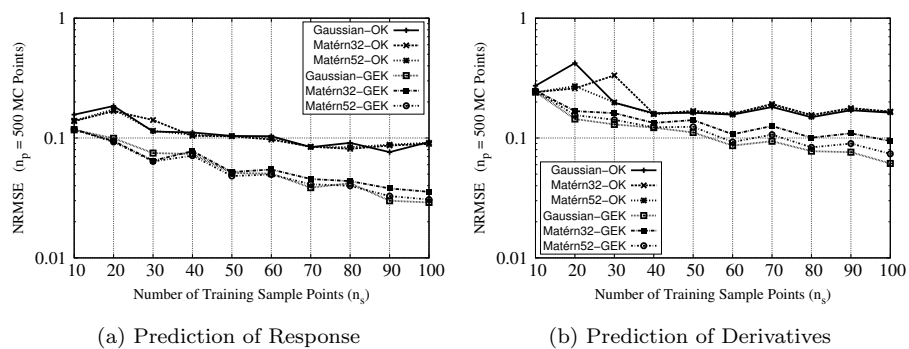 1
0.1
0.01
NRMSE (np = 500 MC Points)
Gaussian-OK
Matérn32-OK
Matérn52-OK
Gaussian-GEK
Matérn32-GEK
Matérn52-GEK
10 20 30 40 50 60 70 80 90 100
Number of Training Sample Points (ns)
(a) Prediction of Response
1
0.1
0.01
NRMSE (np = 500 MC Points)
Gaussian-OK
Matérn32-OK
Matérn52-OK
Gaussian-GEK
Matérn32-GEK
Matérn52-GEK
10 20 30 40 50 60 70 80 90 100
Number of Training Sample Points (ns)
(b) Prediction of Derivatives